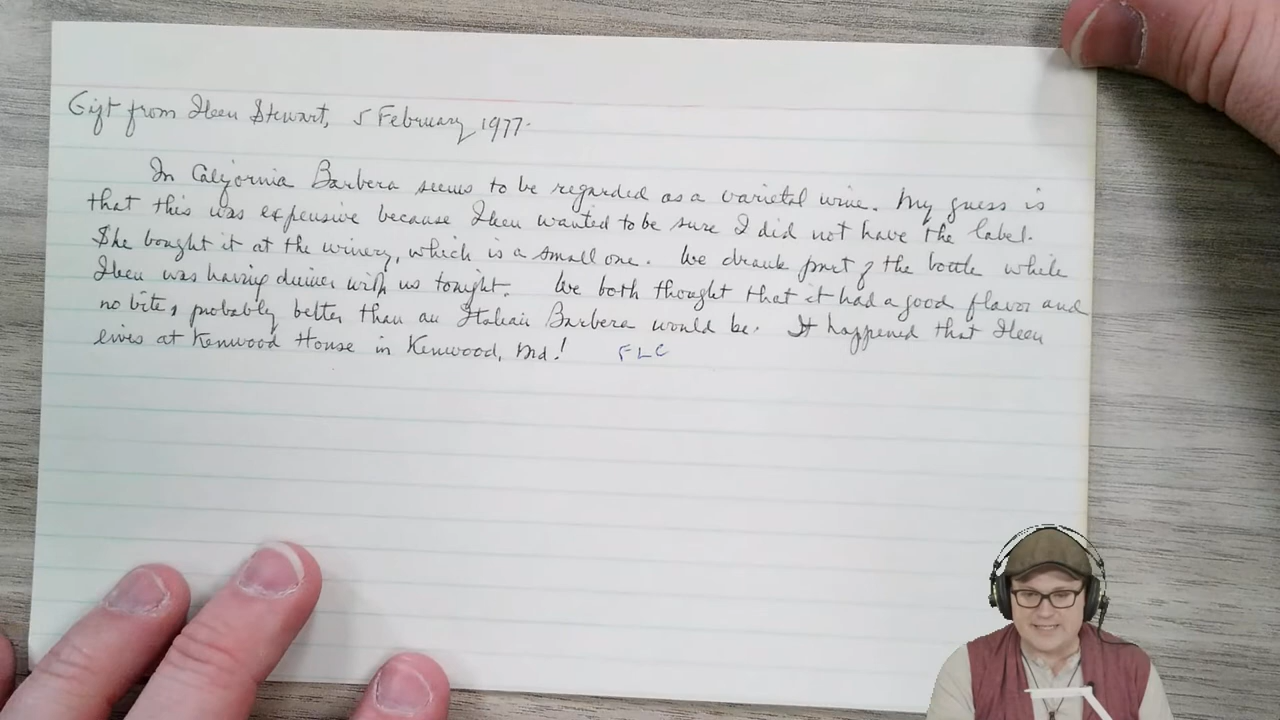 Gift from Ileen Stewart, 5 February 1977.
In California Barbera seems to be regarded as a varietal wine. My guess is
that this was expensive because Ileen wanted to be sure I did not have the label.
She bought it at the winery, which is a small one. We drank part of the bottle while
Ileen was having dinner with us tonight. We both thought that it had a good flavor and
no bite, probably better than an Italian Barbera would be. It happened that Ileen
lives at Kenwood House in Kenwood, Md! FLC